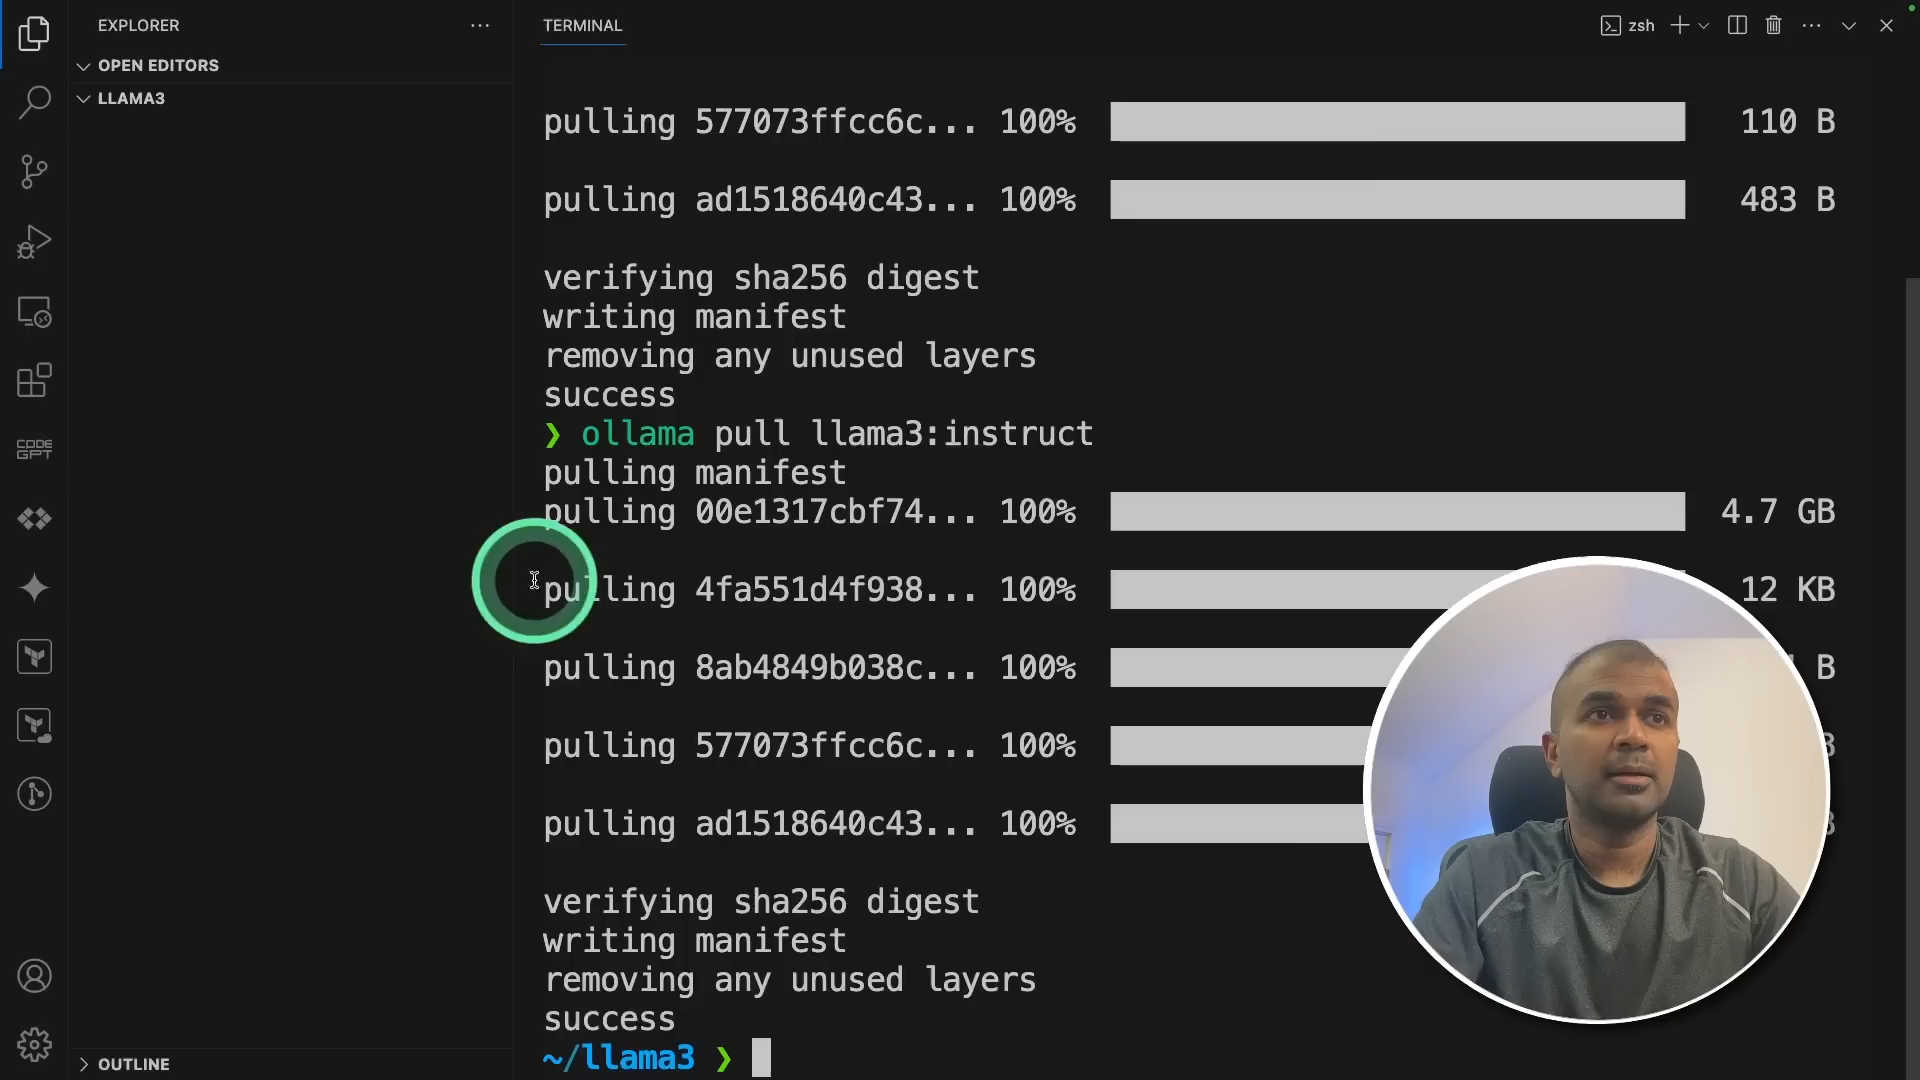 EXPLORER
OPEN EDITORS
LLAMA3
CODE
GPT
OUTLINE
TERMINAL
zsh
pulling 577073ffcc6c... 100% 110 B
pulling ad1518640c43... 100% 483 B
verifying sha256 digest
writing manifest
removing any unused layers
success
❯ ollama pull llama3:instruct
pulling manifest
pulling 00e1317cbf74... 100% 4.7 GB
pulling 4fa551d4f938... 100% 12 KB
pulling 8ab4849b038c... 100% B
pulling 577073ffcc6c... 100%
pulling ad1518640c43... 100%
verifying sha256 digest
writing manifest
removing any unused layers
success
~/llama3 ❯